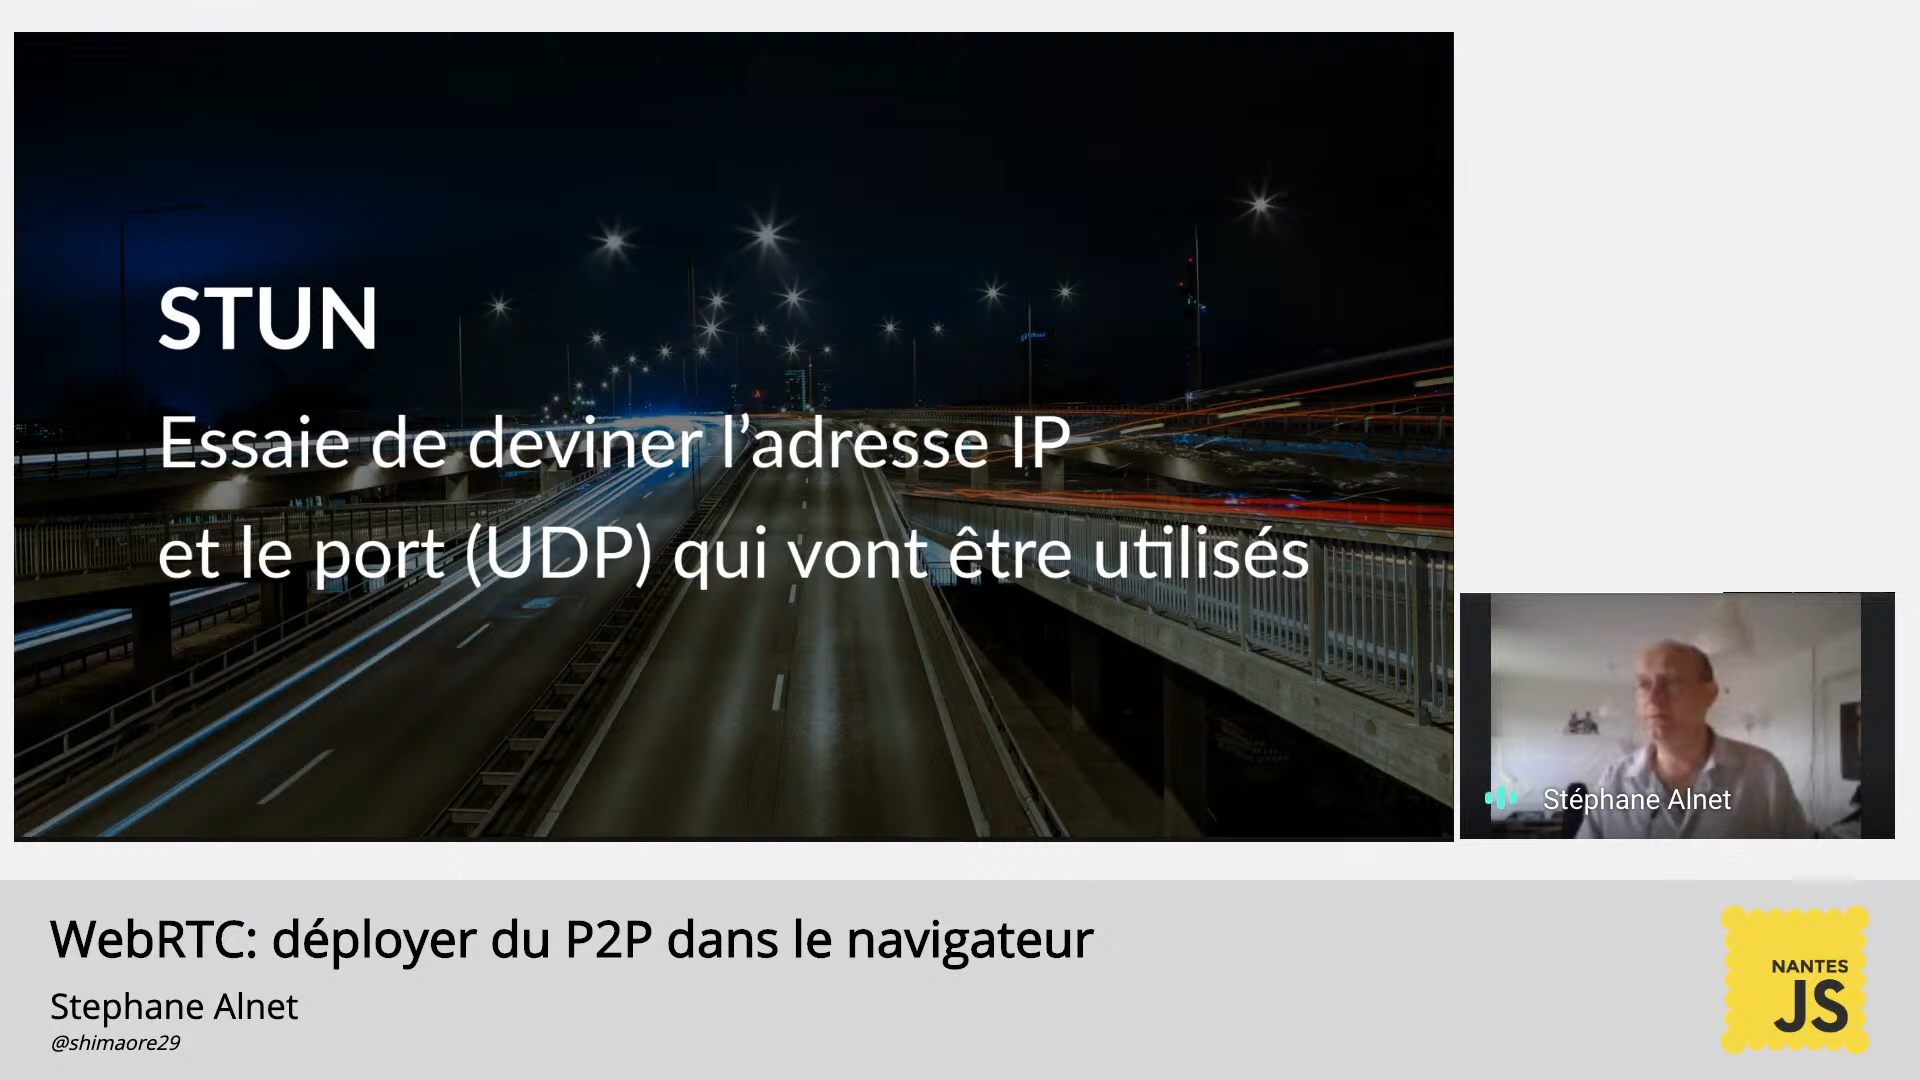 STUN
Essaie de deviner l’adresse IP
et le port (UDP) qui vont être utilisés
Stéphane Alnet
WebRTC: déployer du P2P dans le navigateur
Stephane Alnet
@shimaore29
NANTES
JS